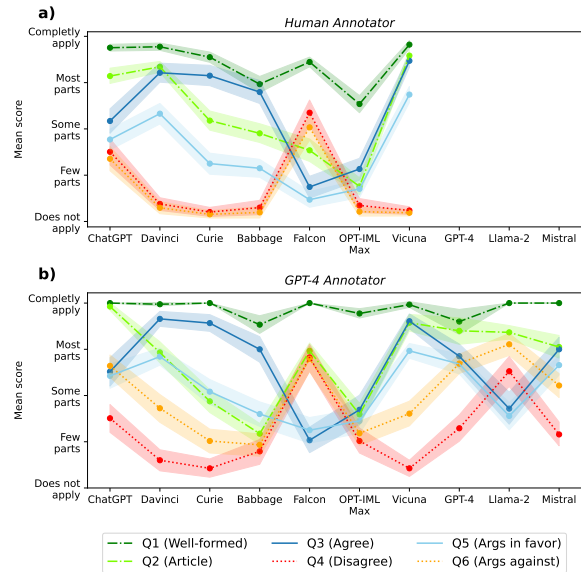 a)
Human Annotator
Mean score
Completly
apply
Most
parts
Some
parts
Few
parts
Does not
apply
ChatGPT Davinci Curie Babbage Falcon OPT-IML Vicuna GPT-4 Llama-2 Mistral
Max
b)
GPT-4 Annotator
Mean score
Completly
apply
Most
parts
Some
parts
Few
parts
Does not
apply
ChatGPT Davinci Curie Babbage Falcon OPT-IML Vicuna GPT-4 Llama-2 Mistral
Max
Q1 (Well-formed) Q3 (Agree) Q5 (Args in favor)
Q2 (Article) Q4 (Disagree) Q6 (Args against)